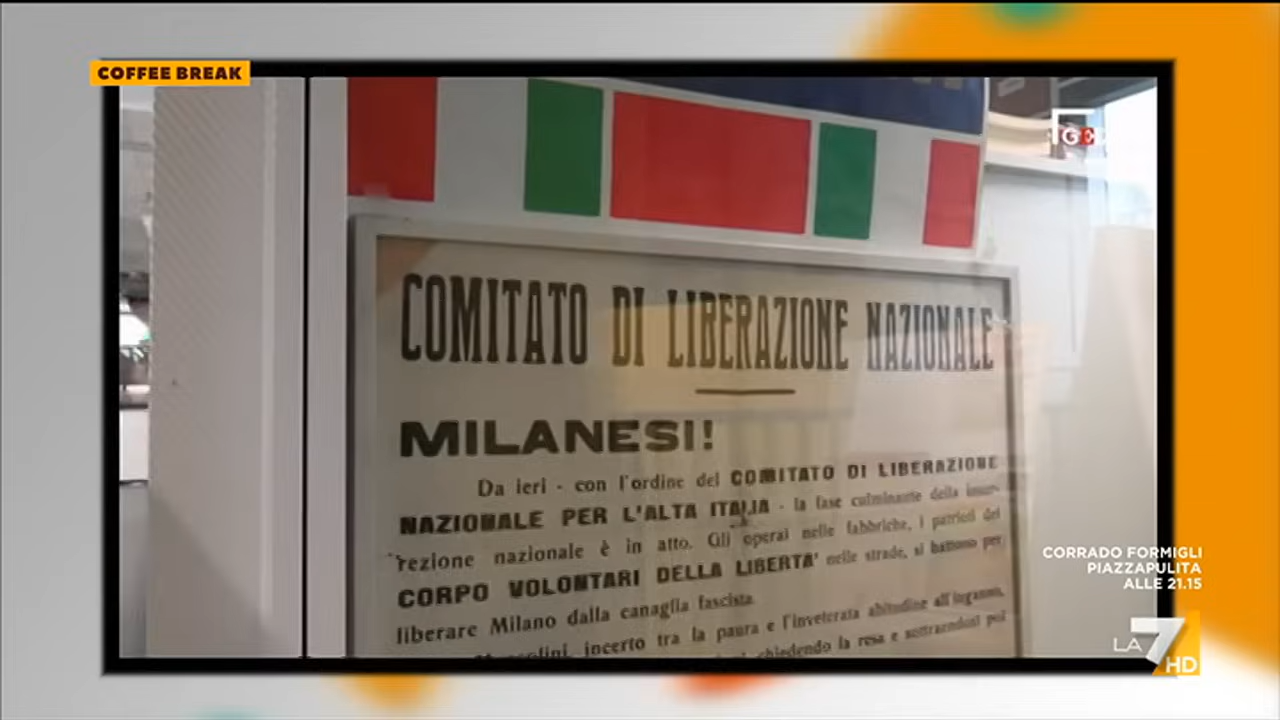 COFFEE BREAK
COMITATO DI LIBERAZIONE NAZIONALE
MILANESI!
Da ieri - con l'ordine del COMITATO DI LIBERAZIONE
NAZIONALE PER L'ALTA ITALIA - la fase culminante della insur-
rezione nazionale è in atto. Gli operai nelle fabbriche, i patrioti del
CORPO VOLONTARI DELLA LIBERTA' nelle strade, si battono per
liberare Milano dalla canaglia fascista.
incerto tra la paura e l'inveterata abitudine all'inganno,
chiedendo la resa e sottraendosi poi
CORRADO FORMIGLI
PIAZZAPULITA
ALLE 21.15
LA 7
HD